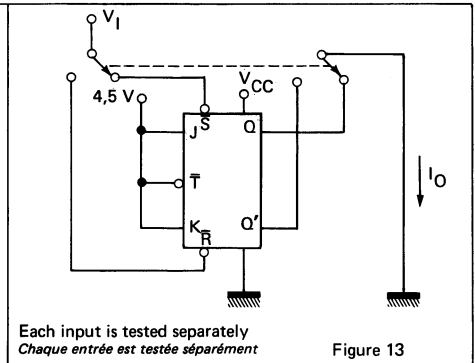 V_I
4,5 V
V_CC
J
S̅
Q
T̅
K
R̅
Q'
I_O
Each input is tested separately
Chaque entrée est testée séparément
Figure 13